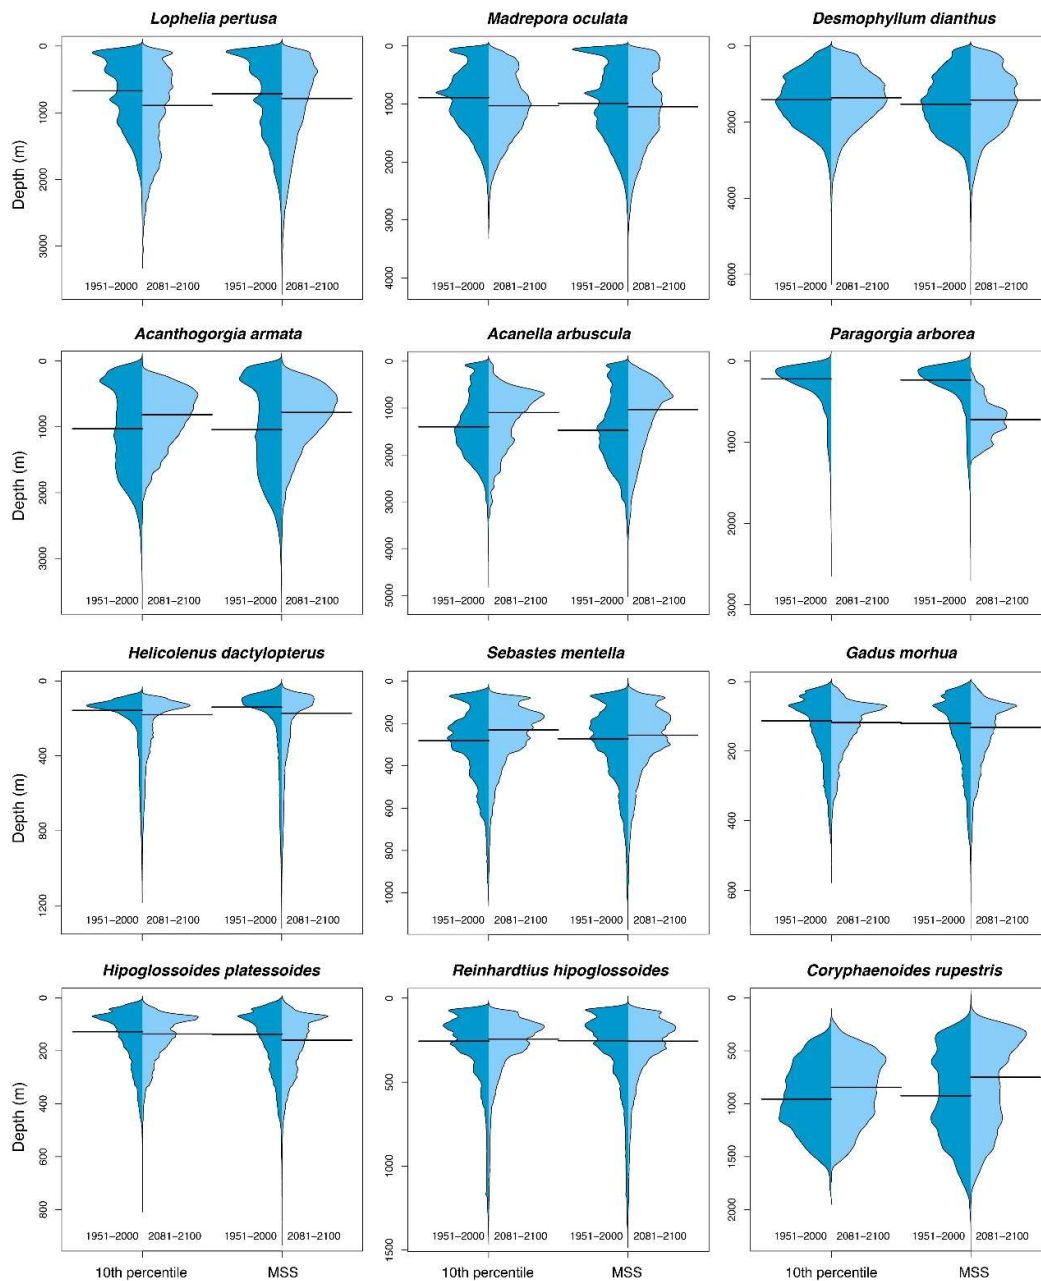 Lophelia pertusa
Madrepora oculata
Desmophyllum dianthus
Depth (m)
0
1000
2000
3000
1951−2000 2081−2100 1951−2000 2081−2100
0
1000
2000
3000
4000
1951−2000 2081−2100 1951−2000 2081−2100
0
2000
4000
6000
1951−2000 2081−2100 1951−2000 2081−2100
Acanthogorgia armata
Acanella arbuscula
Paragorgia arborea
Depth (m)
0
1000
2000
3000
1951−2000 2081−2100 1951−2000 2081−2100
0
1000
2000
3000
4000
5000
1951−2000 2081−2100 1951−2000 2081−2100
0
1000
2000
3000
1951−2000 2081−2100 1951−2000 2081−2100
Helicolenus dactylopterus
Sebastes mentella
Gadus morhua
Depth (m)
0
400
800
1200
1951−2000 2081−2100 1951−2000 2081−2100
0
200
400
600
800
1000
1951−2000 2081−2100 1951−2000 2081−2100
0
200
400
600
1951−2000 2081−2100 1951−2000 2081−2100
Hipoglossoides platessoides
Reinhardtius hipoglossoides
Coryphaenoides rupestris
Depth (m)
0
200
400
600
800
1951−2000 2081−2100 1951−2000 2081−2100
0
500
1000
1500
1951−2000 2081−2100 1951−2000 2081−2100
0
500
1000
1500
2000
1951−2000 2081−2100 1951−2000 2081−2100
10th percentile MSS
10th percentile MSS
10th percentile MSS